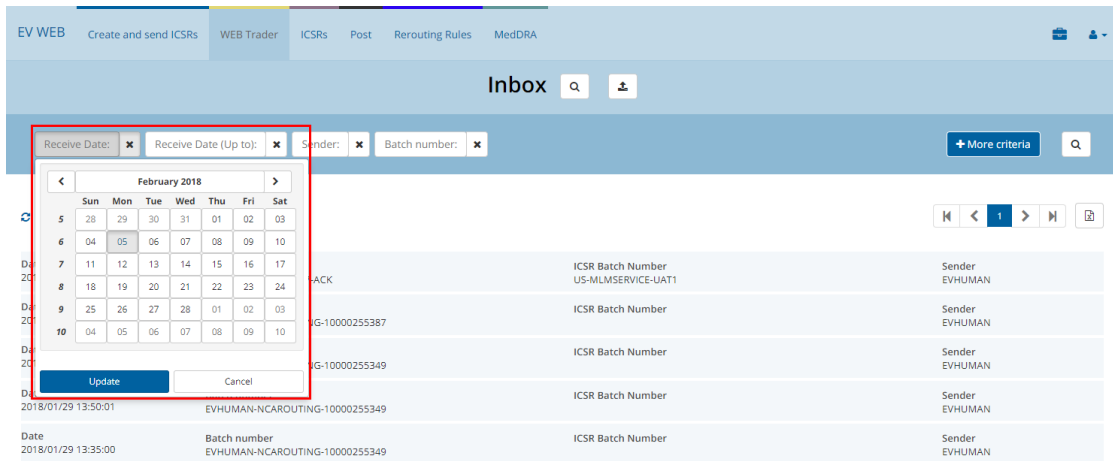 EV WEB Create and send ICSRs WEB Trader ICSRs Post Rerouting Rules MedDRA
Inbox
Receive Date: Receive Date (Up to): Sender: Batch number: + More criteria
February 2018
Sun Mon Tue Wed Thu Fri Sat
5 28 29 30 31 01 02 03
1
6 04 05 06 07 08 09 10
7 11 12 13 14 15 16 17
ICSR Batch Number Sender
-ACK US-MLMSERVICE-UAT1 EVHUMAN
8 18 19 20 21 22 23 24
9 25 26 27 28 01 02 03
ICSR Batch Number Sender
NG-10000255387 EVHUMAN
10 04 05 06 07 08 09 10
ICSR Batch Number Sender
NG-10000255349 EVHUMAN
Update Cancel
ICSR Batch Number Sender
2018/01/29 13:50:01 EVHUMAN-NCAROUTING-10000255349 EVHUMAN
Date Batch number ICSR Batch Number Sender
2018/01/29 13:35:00 EVHUMAN-NCAROUTING-10000255349 EVHUMAN